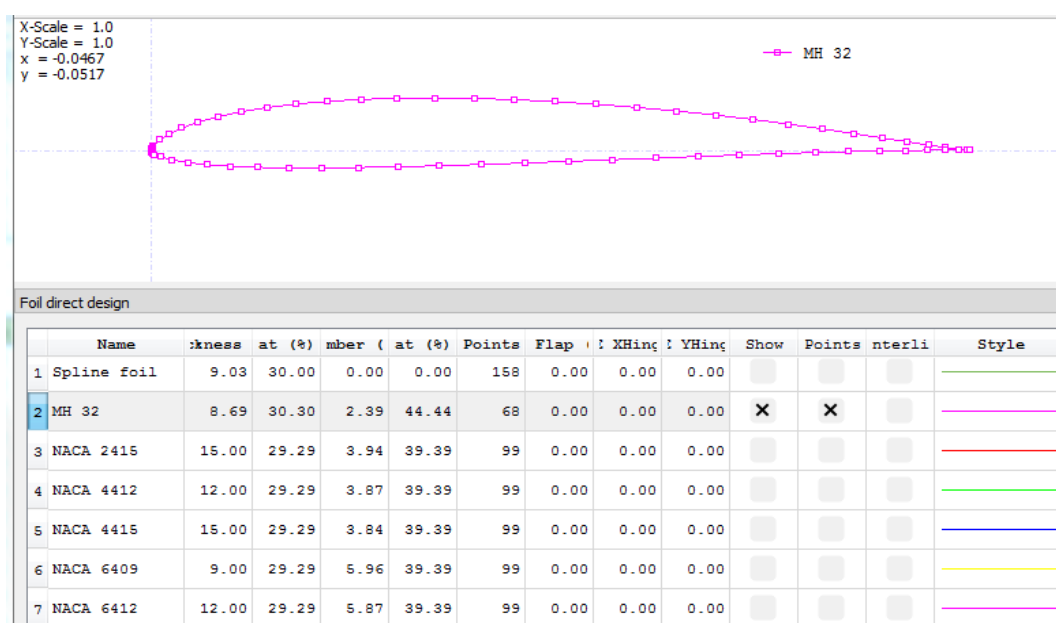 X-Scale = 1.0
Y-Scale = 1.0
x = -0.0467
y = -0.0517
MH 32
Foil direct design
Name :kness at (%) mber ( at (%) Points Flap ( XHing YHing Show Points nterli Style
1 Spline foil 9.03 30.00 0.00 0.00 158 0.00 0.00 0.00
2 MH 32 8.69 30.30 2.39 44.44 68 0.00 0.00 0.00
3 NACA 2415 15.00 29.29 3.94 39.39 99 0.00 0.00 0.00
4 NACA 4412 12.00 29.29 3.87 39.39 99 0.00 0.00 0.00
5 NACA 4415 15.00 29.29 3.84 39.39 99 0.00 0.00 0.00
6 NACA 6409 9.00 29.29 5.96 39.39 99 0.00 0.00 0.00
7 NACA 6412 12.00 29.29 5.87 39.39 99 0.00 0.00 0.00